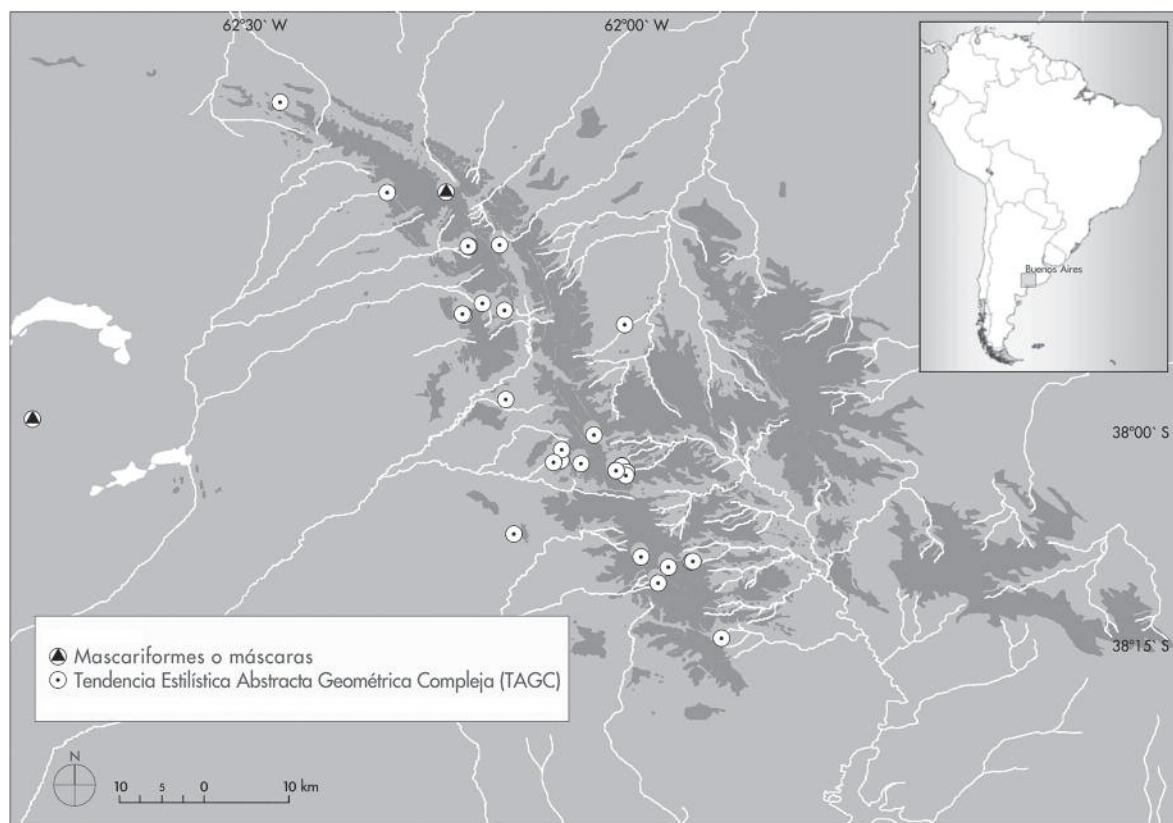 62°30` W
62°00` W
Buenos Aires
38°00` S
38°15` S
Mascariformes o máscaras
Tendencia Estilística Abstracta Geométrica Compleja (TAGC)
N
10 5 0 10 km